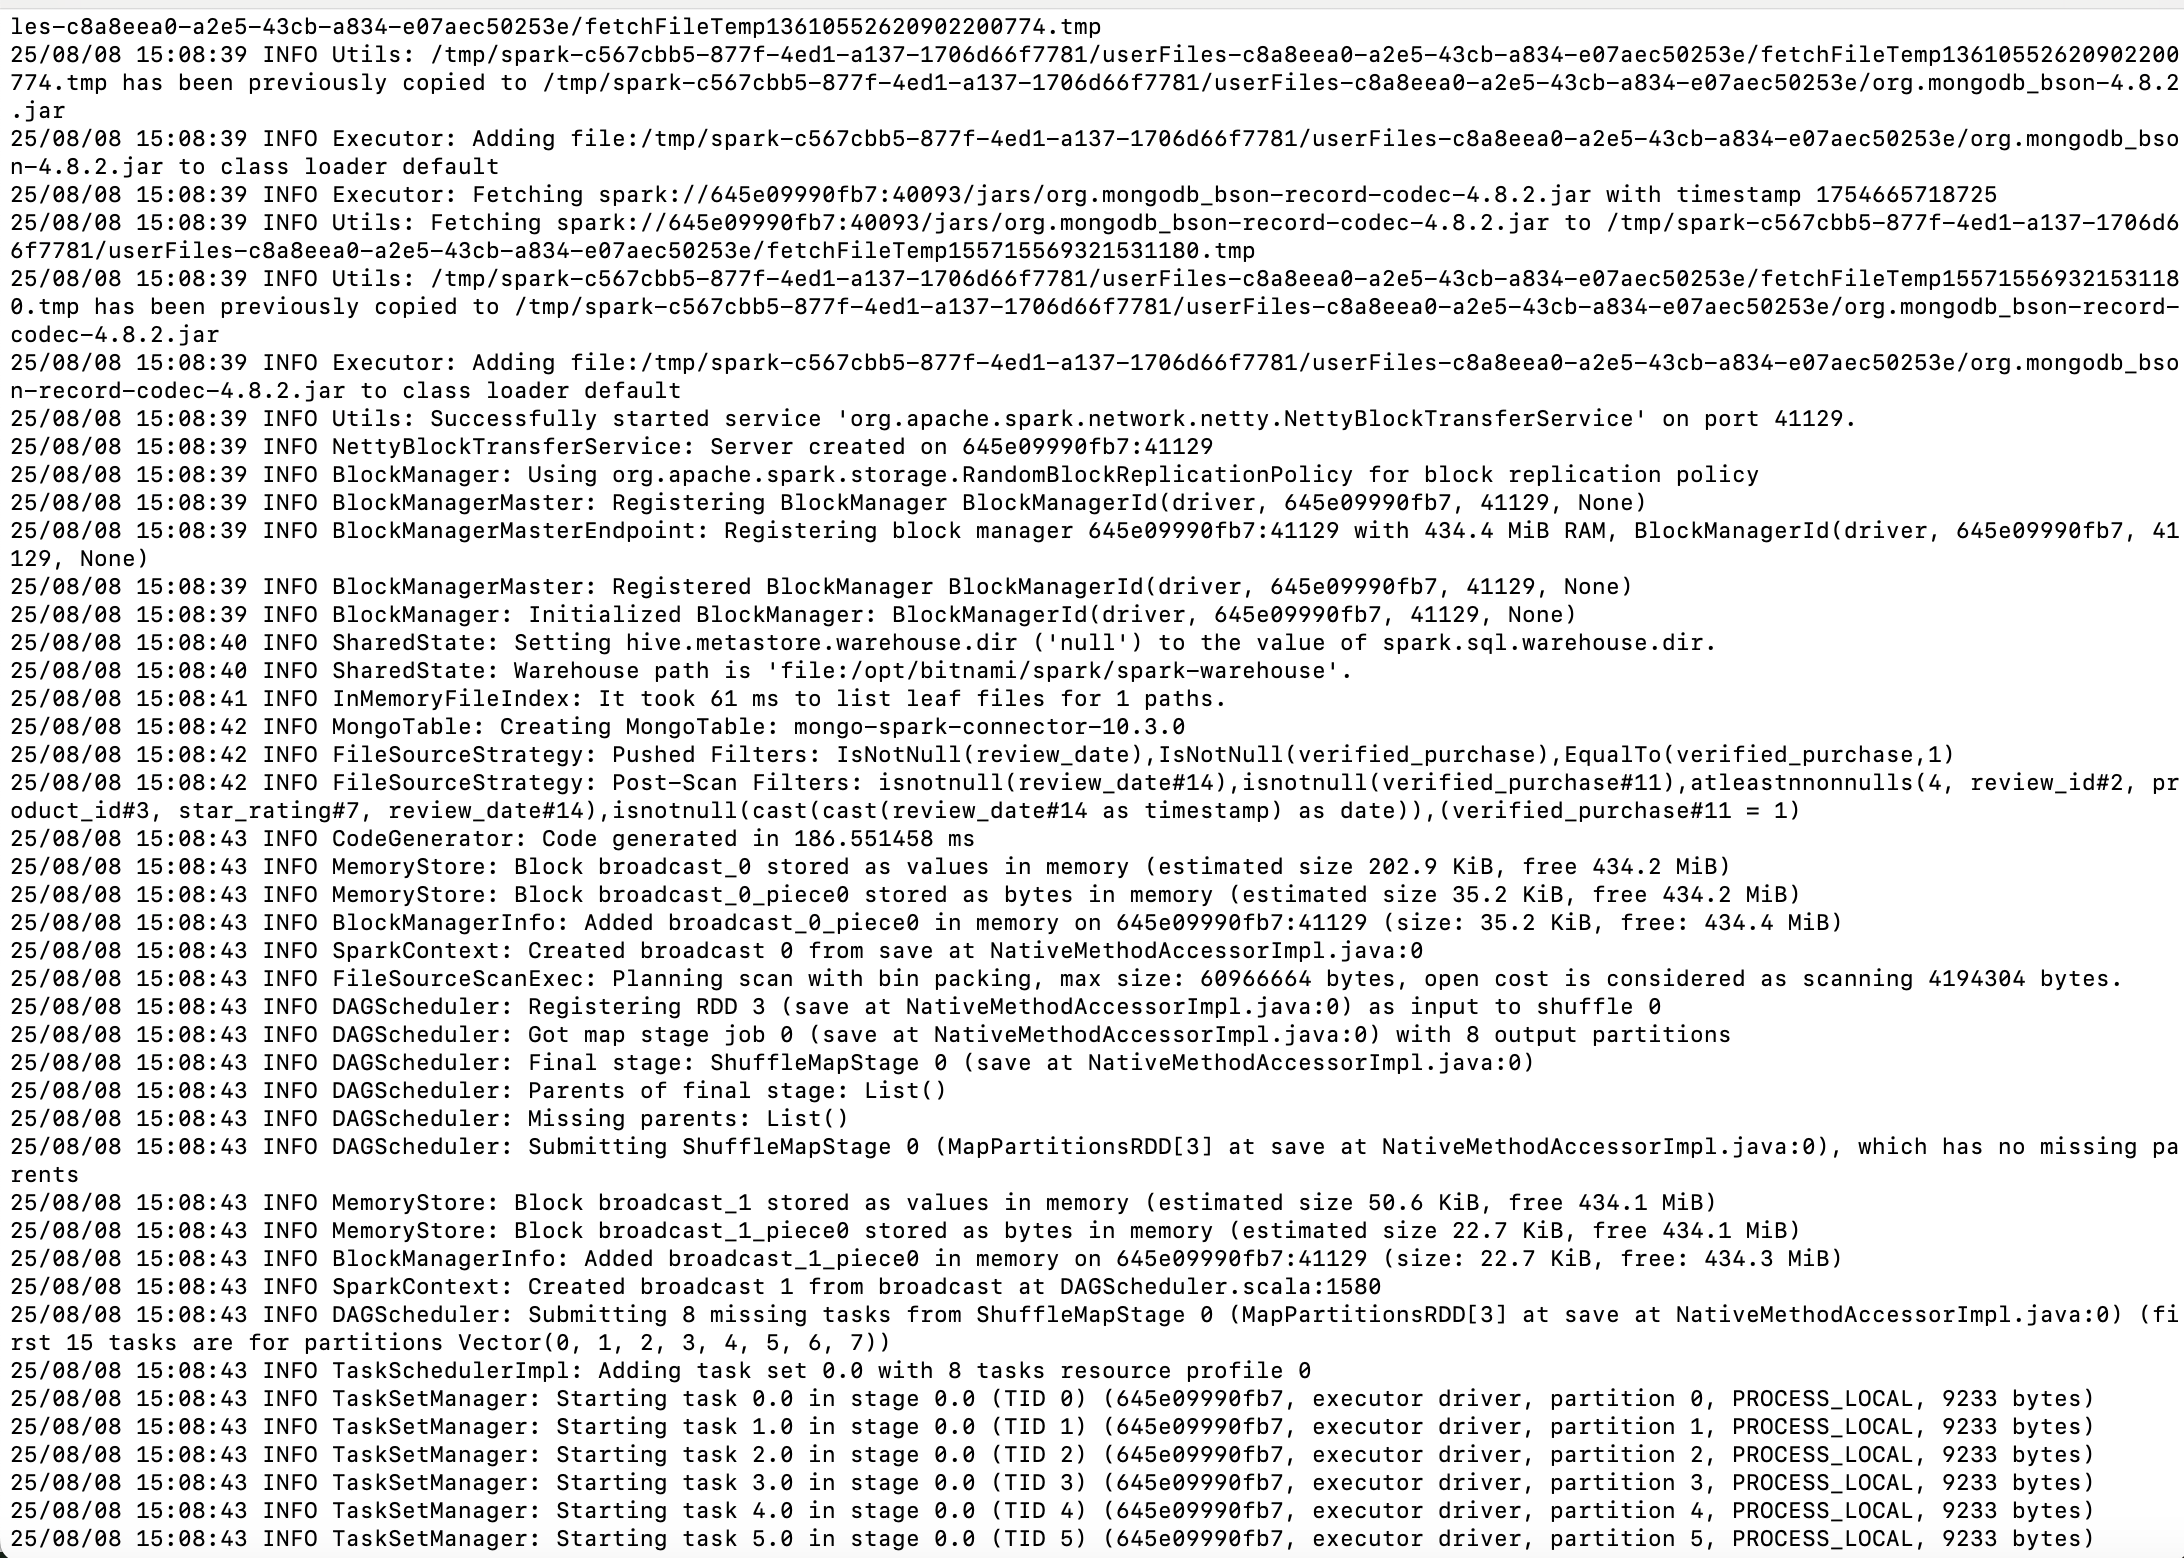 les-c8a8eea0-a2e5-43cb-a834-e07aec50253e/fetchFileTemp13610552620902200774.tmp
25/08/08 15:08:39 INFO Utils: /tmp/spark-c567cbb5-877f-4ed1-a137-1706d66f7781/userFiles-c8a8eea0-a2e5-43cb-a834-e07aec50253e/fetchFileTemp13610552620902200
774.tmp has been previously copied to /tmp/spark-c567cbb5-877f-4ed1-a137-1706d66f7781/userFiles-c8a8eea0-a2e5-43cb-a834-e07aec50253e/org.mongodb_bson-4.8.2
.jar
25/08/08 15:08:39 INFO Executor: Adding file:/tmp/spark-c567cbb5-877f-4ed1-a137-1706d66f7781/userFiles-c8a8eea0-a2e5-43cb-a834-e07aec50253e/org.mongodb_bso
n-4.8.2.jar to class loader default
25/08/08 15:08:39 INFO Executor: Fetching spark://645e09990fb7:40093/jars/org.mongodb_bson-record-codec-4.8.2.jar with timestamp 1754665718725
25/08/08 15:08:39 INFO Utils: Fetching spark://645e09990fb7:40093/jars/org.mongodb_bson-record-codec-4.8.2.jar to /tmp/spark-c567cbb5-877f-4ed1-a137-1706d6
6f7781/userFiles-c8a8eea0-a2e5-43cb-a834-e07aec50253e/fetchFileTemp155715569321531180.tmp
25/08/08 15:08:39 INFO Utils: /tmp/spark-c567cbb5-877f-4ed1-a137-1706d66f7781/userFiles-c8a8eea0-a2e5-43cb-a834-e07aec50253e/fetchFileTemp15571556932153118
0.tmp has been previously copied to /tmp/spark-c567cbb5-877f-4ed1-a137-1706d66f7781/userFiles-c8a8eea0-a2e5-43cb-a834-e07aec50253e/org.mongodb_bson-record-
codec-4.8.2.jar
25/08/08 15:08:39 INFO Executor: Adding file:/tmp/spark-c567cbb5-877f-4ed1-a137-1706d66f7781/userFiles-c8a8eea0-a2e5-43cb-a834-e07aec50253e/org.mongodb_bso
n-record-codec-4.8.2.jar to class loader default
25/08/08 15:08:39 INFO Utils: Successfully started service 'org.apache.spark.network.netty.NettyBlockTransferService' on port 41129.
25/08/08 15:08:39 INFO NettyBlockTransferService: Server created on 645e09990fb7:41129
25/08/08 15:08:39 INFO BlockManager: Using org.apache.spark.storage.RandomBlockReplicationPolicy for block replication policy
25/08/08 15:08:39 INFO BlockManagerMaster: Registering BlockManager BlockManagerId(driver, 645e09990fb7, 41129, None)
25/08/08 15:08:39 INFO BlockManagerMasterEndpoint: Registering block manager 645e09990fb7:41129 with 434.4 MiB RAM, BlockManagerId(driver, 645e09990fb7, 41
129, None)
25/08/08 15:08:39 INFO BlockManagerMaster: Registered BlockManager BlockManagerId(driver, 645e09990fb7, 41129, None)
25/08/08 15:08:39 INFO BlockManager: Initialized BlockManager: BlockManagerId(driver, 645e09990fb7, 41129, None)
25/08/08 15:08:40 INFO SharedState: Setting hive.metastore.warehouse.dir ('null') to the value of spark.sql.warehouse.dir.
25/08/08 15:08:40 INFO SharedState: Warehouse path is 'file:/opt/bitnami/spark/spark-warehouse'.
25/08/08 15:08:41 INFO InMemoryFileIndex: It took 61 ms to list leaf files for 1 paths.
25/08/08 15:08:42 INFO MongoTable: Creating MongoTable: mongo-spark-connector-10.3.0
25/08/08 15:08:42 INFO FileSourceStrategy: Pushed Filters: IsNotNull(review_date),IsNotNull(verified_purchase),EqualTo(verified_purchase,1)
25/08/08 15:08:42 INFO FileSourceStrategy: Post-Scan Filters: isnotnull(review_date#14),isnotnull(verified_purchase#11),atleastnnonnulls(4, review_id#2, pr
oduct_id#3, star_rating#7, review_date#14),isnotnull(cast(cast(review_date#14 as timestamp) as date)),(verified_purchase#11 = 1)
25/08/08 15:08:43 INFO CodeGenerator: Code generated in 186.551458 ms
25/08/08 15:08:43 INFO MemoryStore: Block broadcast_0 stored as values in memory (estimated size 202.9 KiB, free 434.2 MiB)
25/08/08 15:08:43 INFO MemoryStore: Block broadcast_0_piece0 stored as bytes in memory (estimated size 35.2 KiB, free 434.2 MiB)
25/08/08 15:08:43 INFO BlockManagerInfo: Added broadcast_0_piece0 in memory on 645e09990fb7:41129 (size: 35.2 KiB, free: 434.4 MiB)
25/08/08 15:08:43 INFO SparkContext: Created broadcast 0 from save at NativeMethodAccessorImpl.java:0
25/08/08 15:08:43 INFO FileSourceScanExec: Planning scan with bin packing, max size: 60966664 bytes, open cost is considered as scanning 4194304 bytes.
25/08/08 15:08:43 INFO DAGScheduler: Registering RDD 3 (save at NativeMethodAccessorImpl.java:0) as input to shuffle 0
25/08/08 15:08:43 INFO DAGScheduler: Got map stage job 0 (save at NativeMethodAccessorImpl.java:0) with 8 output partitions
25/08/08 15:08:43 INFO DAGScheduler: Final stage: ShuffleMapStage 0 (save at NativeMethodAccessorImpl.java:0)
25/08/08 15:08:43 INFO DAGScheduler: Parents of final stage: List()
25/08/08 15:08:43 INFO DAGScheduler: Missing parents: List()
25/08/08 15:08:43 INFO DAGScheduler: Submitting ShuffleMapStage 0 (MapPartitionsRDD[3] at save at NativeMethodAccessorImpl.java:0), which has no missing pa
rents
25/08/08 15:08:43 INFO MemoryStore: Block broadcast_1 stored as values in memory (estimated size 50.6 KiB, free 434.1 MiB)
25/08/08 15:08:43 INFO MemoryStore: Block broadcast_1_piece0 stored as bytes in memory (estimated size 22.7 KiB, free 434.1 MiB)
25/08/08 15:08:43 INFO BlockManagerInfo: Added broadcast_1_piece0 in memory on 645e09990fb7:41129 (size: 22.7 KiB, free: 434.3 MiB)
25/08/08 15:08:43 INFO SparkContext: Created broadcast 1 from broadcast at DAGScheduler.scala:1580
25/08/08 15:08:43 INFO DAGScheduler: Submitting 8 missing tasks from ShuffleMapStage 0 (MapPartitionsRDD[3] at save at NativeMethodAccessorImpl.java:0) (fi
rst 15 tasks are for partitions Vector(0, 1, 2, 3, 4, 5, 6, 7))
25/08/08 15:08:43 INFO TaskSchedulerImpl: Adding task set 0.0 with 8 tasks resource profile 0
25/08/08 15:08:43 INFO TaskSetManager: Starting task 0.0 in stage 0.0 (TID 0) (645e09990fb7, executor driver, partition 0, PROCESS_LOCAL, 9233 bytes)
25/08/08 15:08:43 INFO TaskSetManager: Starting task 1.0 in stage 0.0 (TID 1) (645e09990fb7, executor driver, partition 1, PROCESS_LOCAL, 9233 bytes)
25/08/08 15:08:43 INFO TaskSetManager: Starting task 2.0 in stage 0.0 (TID 2) (645e09990fb7, executor driver, partition 2, PROCESS_LOCAL, 9233 bytes)
25/08/08 15:08:43 INFO TaskSetManager: Starting task 3.0 in stage 0.0 (TID 3) (645e09990fb7, executor driver, partition 3, PROCESS_LOCAL, 9233 bytes)
25/08/08 15:08:43 INFO TaskSetManager: Starting task 4.0 in stage 0.0 (TID 4) (645e09990fb7, executor driver, partition 4, PROCESS_LOCAL, 9233 bytes)
25/08/08 15:08:43 INFO TaskSetManager: Starting task 5.0 in stage 0.0 (TID 5) (645e09990fb7, executor driver, partition 5, PROCESS_LOCAL, 9233 bytes)